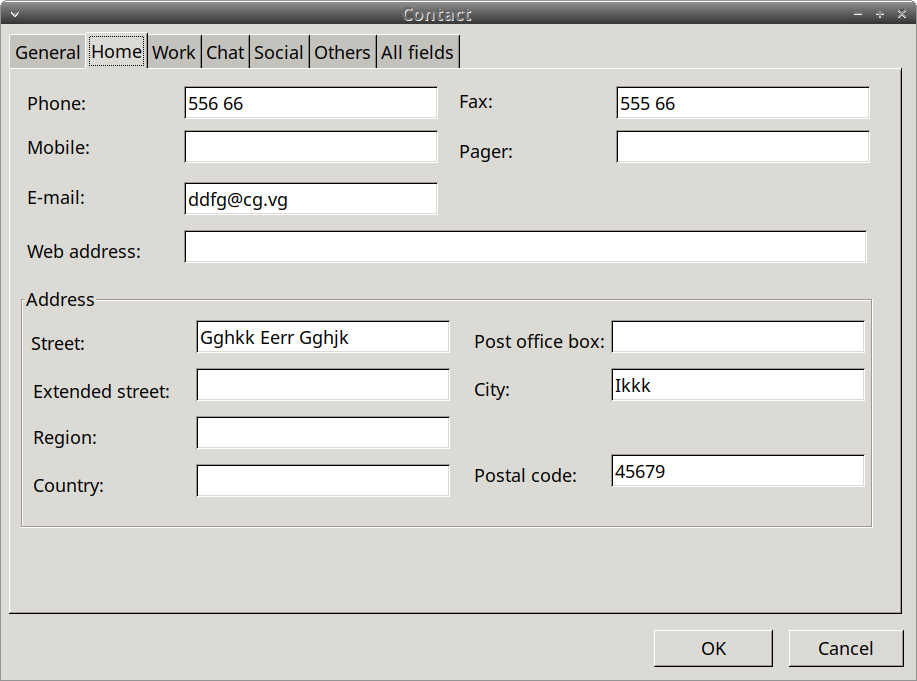 Contact
General Home Work Chat Social Others All fields
Phone: 556 66 Fax: 555 66
Mobile: Pager:
E-mail: ddfg@cg.vg
Web address:
Address
Street: Gghkk Eerr Gghjk Post office box:
Extended street: City: Ikkk
Region:
Country: Postal code: 45679
OK Cancel